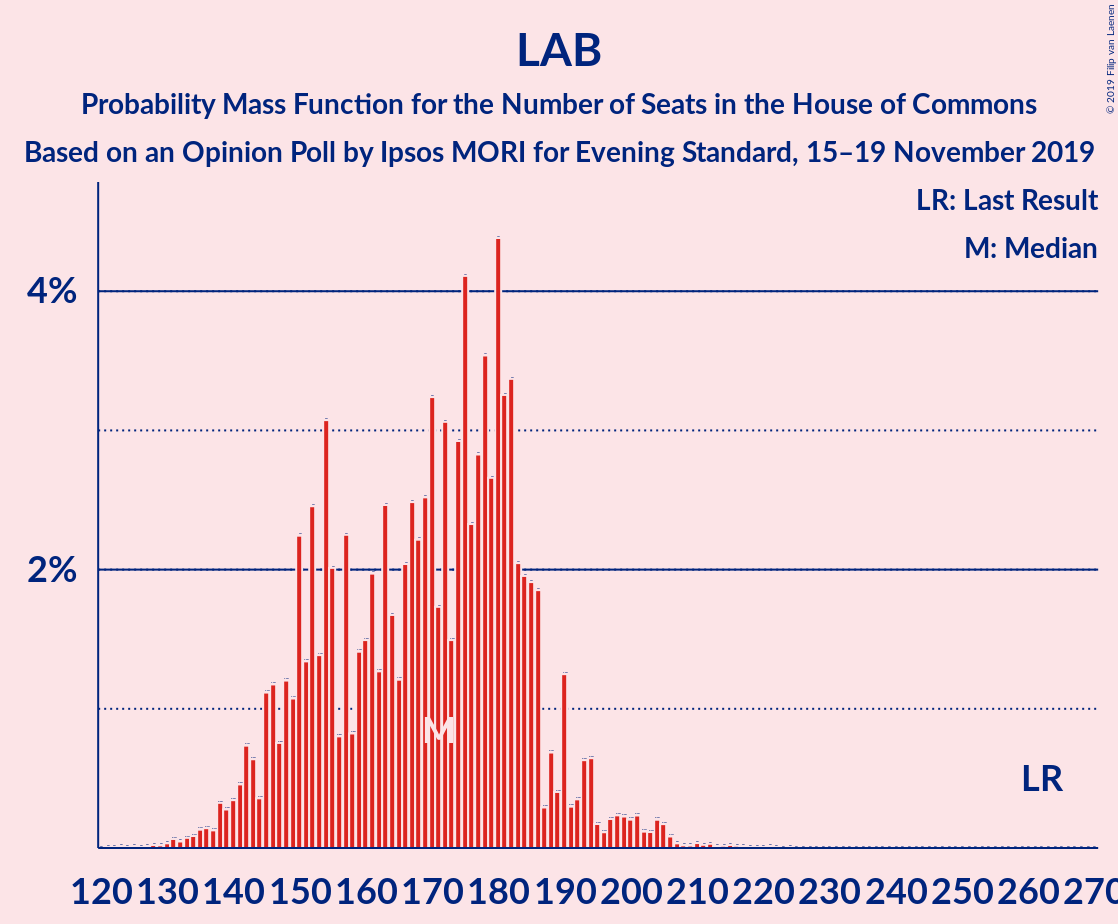 LAB
Probability Mass Function for the Number of Seats in the House of Commons
Based on an Opinion Poll by Ipsos MORI for Evening Standard, 15–19 November 2019
© 2019 Filip van Laenen
LR: Last Result
M: Median
4%
2%
M
LR
120 130 140 150 160 170 180 190 200 210 220 230 240 250 260 270